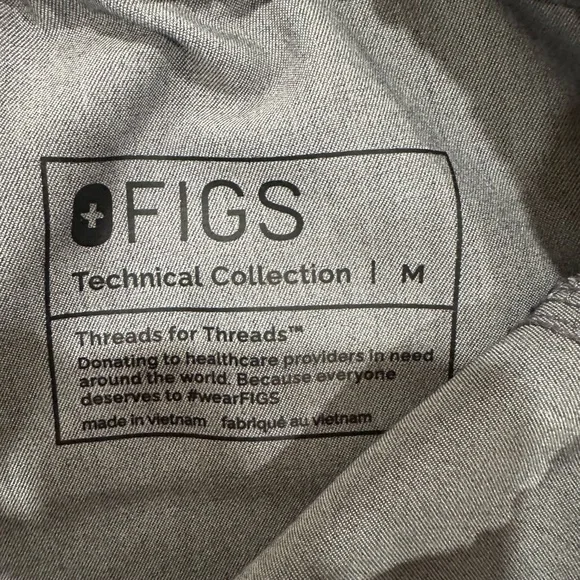 FIGS
Technical Collection | M
Threads for Threads™
Donating to healthcare providers in need
around the world. Because everyone
deserves to #wearFIGS
made in vietnam fabriqué au vietnam